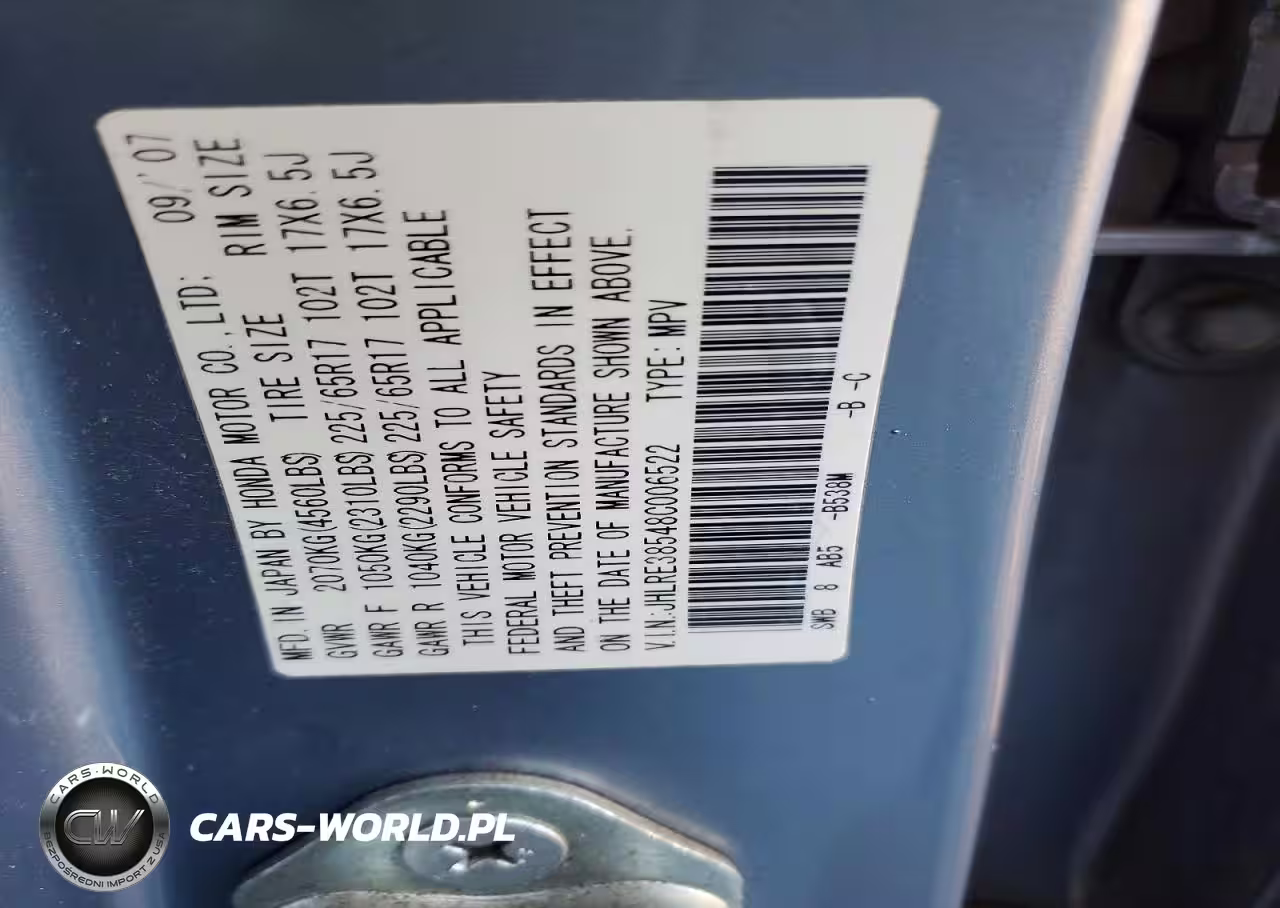 MFD. IN JAPAN BY HONDA MOTOR CO., LTD: 09/'07
GVWR 2070KG(4560LBS) TIRE SIZE RIM SIZE
GAWR F 1050KG(2310LBS) 225/65R17 102T 17X6.5J
GAWR R 1040KG(2290LBS) 225/65R17 102T 17X6.5J
THIS VEHICLE CONFORMS TO ALL APPLICABLE
FEDERAL MOTOR VEHICLE SAFETY
AND THEFT PREVENTION STANDARDS IN EFFECT
ON THE DATE OF MANUFACTURE SHOWN ABOVE.
V.I.N:JHLRE38548C006522 TYPE: MPV
SWB 8 AB5 -B538M -B -C
CARS-WORLD
CW
BEZPOŚREDNI IMPORT Z USA
CARS-WORLD.PL